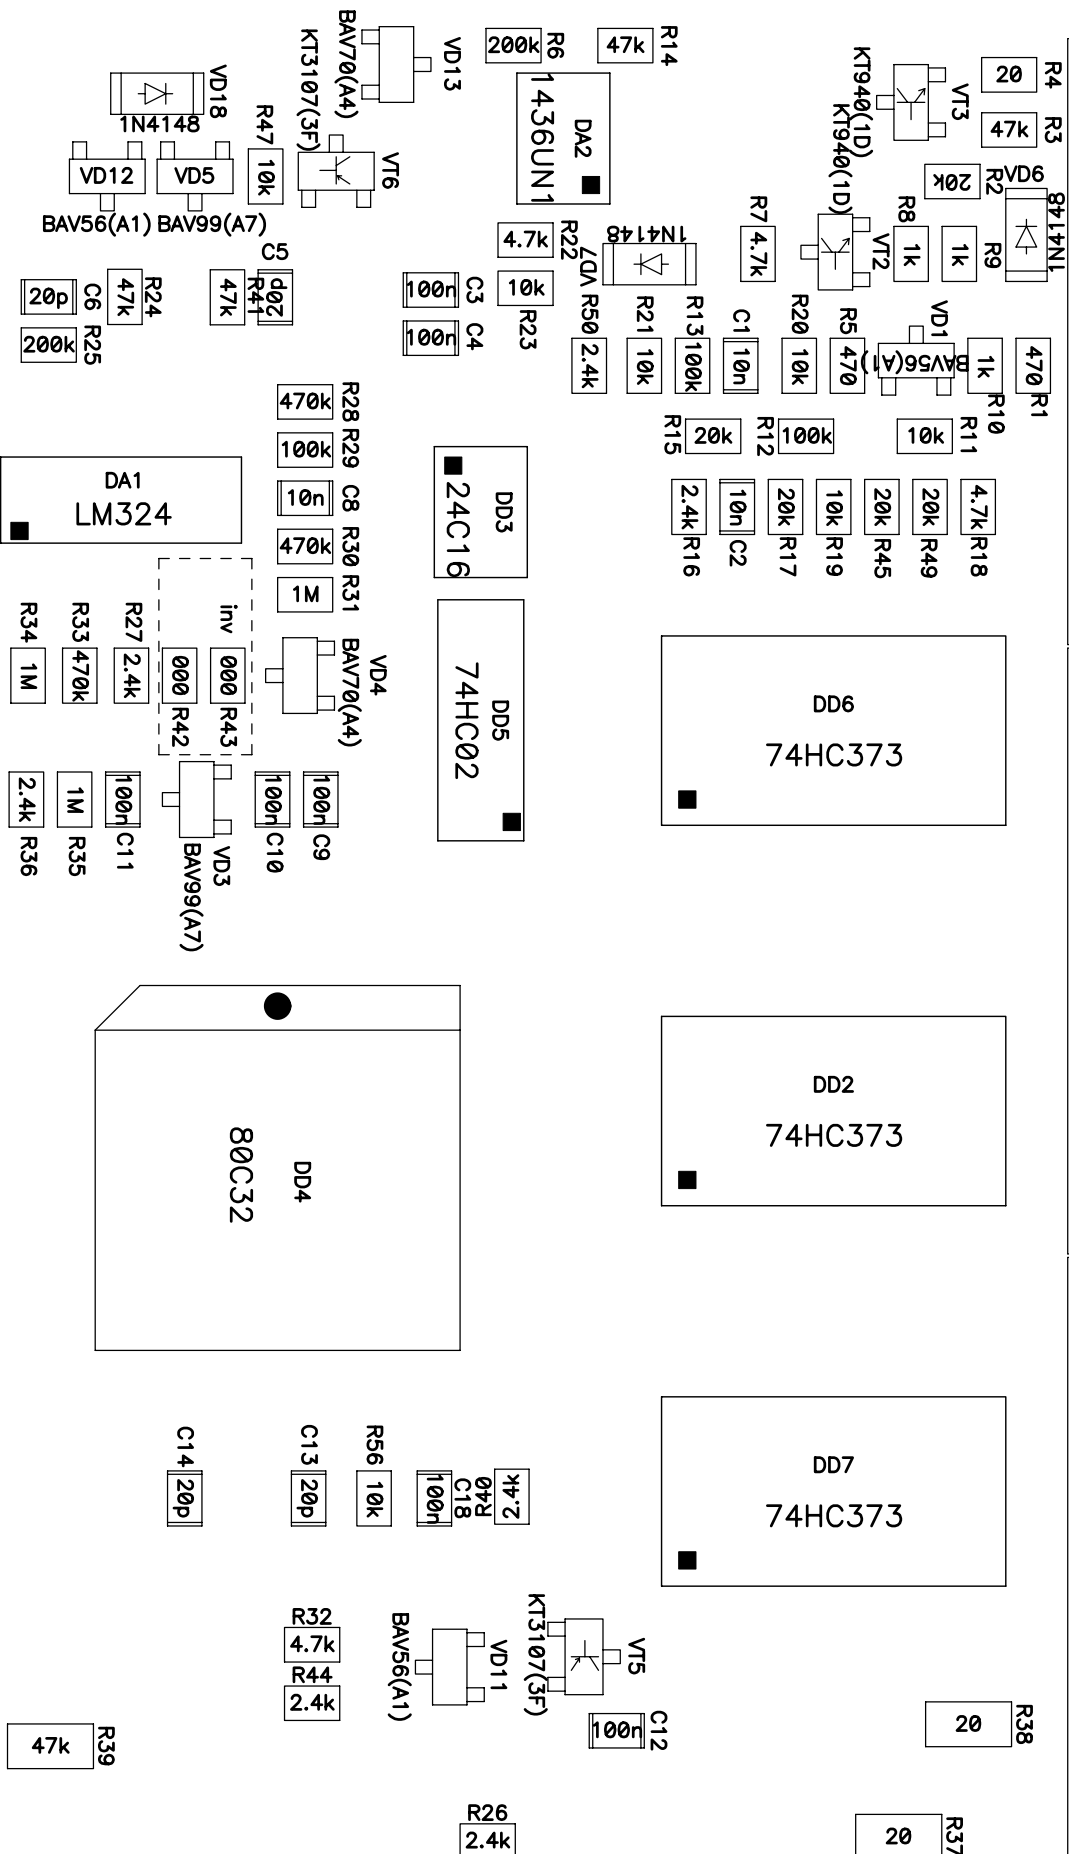 BAV70(A4)
VD13
KT3107(3F)
VT6
200k
R6
47k
R14
KT940(1D)
VT3
20
R4
47k
R3
VD18
1N4148
R47
10k
1436UN1
DA2
KT940(1D)
VT2
20k
R2
VD6
1N4148
VD12
VD5
BAV56(A1)
BAV99(A7)
4.7k
R22
1N4148
VD7
R7
4.7k
R8
1k
1k
R9
C5
20p
20p
C6
47k
R24
47k
R41
100n
C3
10k
R23
200k
R25
100n
C4
R50
2.4k
R21
10k
R13
100k
C1
10n
R20
10k
R5
470
VD1
BAV56(A1)
1k
R10
470
R1
470k
R28
R15
20k
R12
100k
10k
R11
100k
R29
DA1
LM324
10n
C8
DD3
24C16
2.4k
R16
10n
C2
20k
R17
10k
R19
20k
R45
20k
R49
4.7k
R18
470k
R30
1M
R31
R34
1M
R33
470k
R27
2.4k
inv
000
R42
000
R43
VD4
BAV70(A4)
DD5
74HC02
DD6
74HC373
2.4k
R36
1M
R35
100n
C11
VD3
BAV99(A7)
100n
C10
100n
C9
80C32
DD4
DD2
74HC373
C14
20p
C13
20p
R56
10k
100n
C18
R40
2.4k
DD7
74HC373
R32
4.7k
R44
2.4k
BAV56(A1)
VD11
KT3107(3F)
VT5
100n
C12
20
R38
47k
R39
R26
2.4k
20
R37